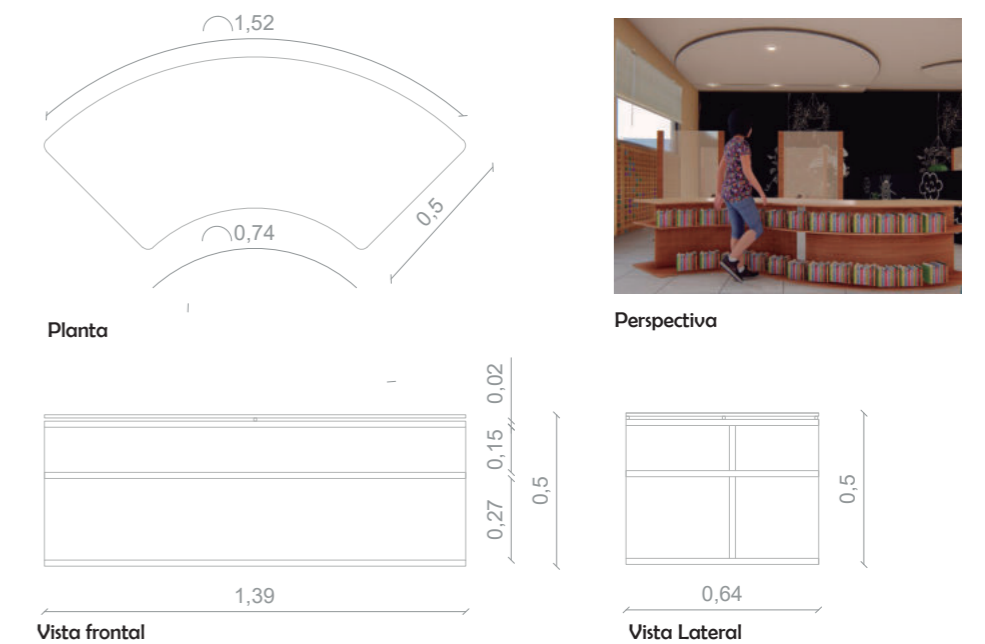 1,52
0,74
0,5
Planta
Perspectiva
0,02
0,15
0,27
0,5
1,39
Vista frontal
0,5
0,64
Vista Lateral